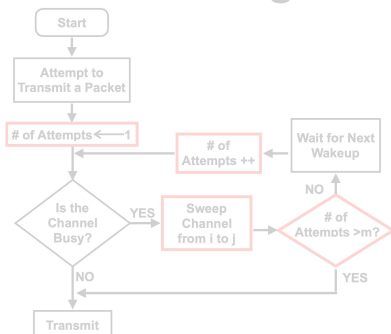 Start
Attempt to
Transmit a Packet
# of Attempts 1
# of
Attempts ++
Wait for Next
Wakeup
Is the
Channel
Busy?
YES
Sweep
Channel
from i to j
NO
# of
Attempts >m?
NO
YES
Transmit